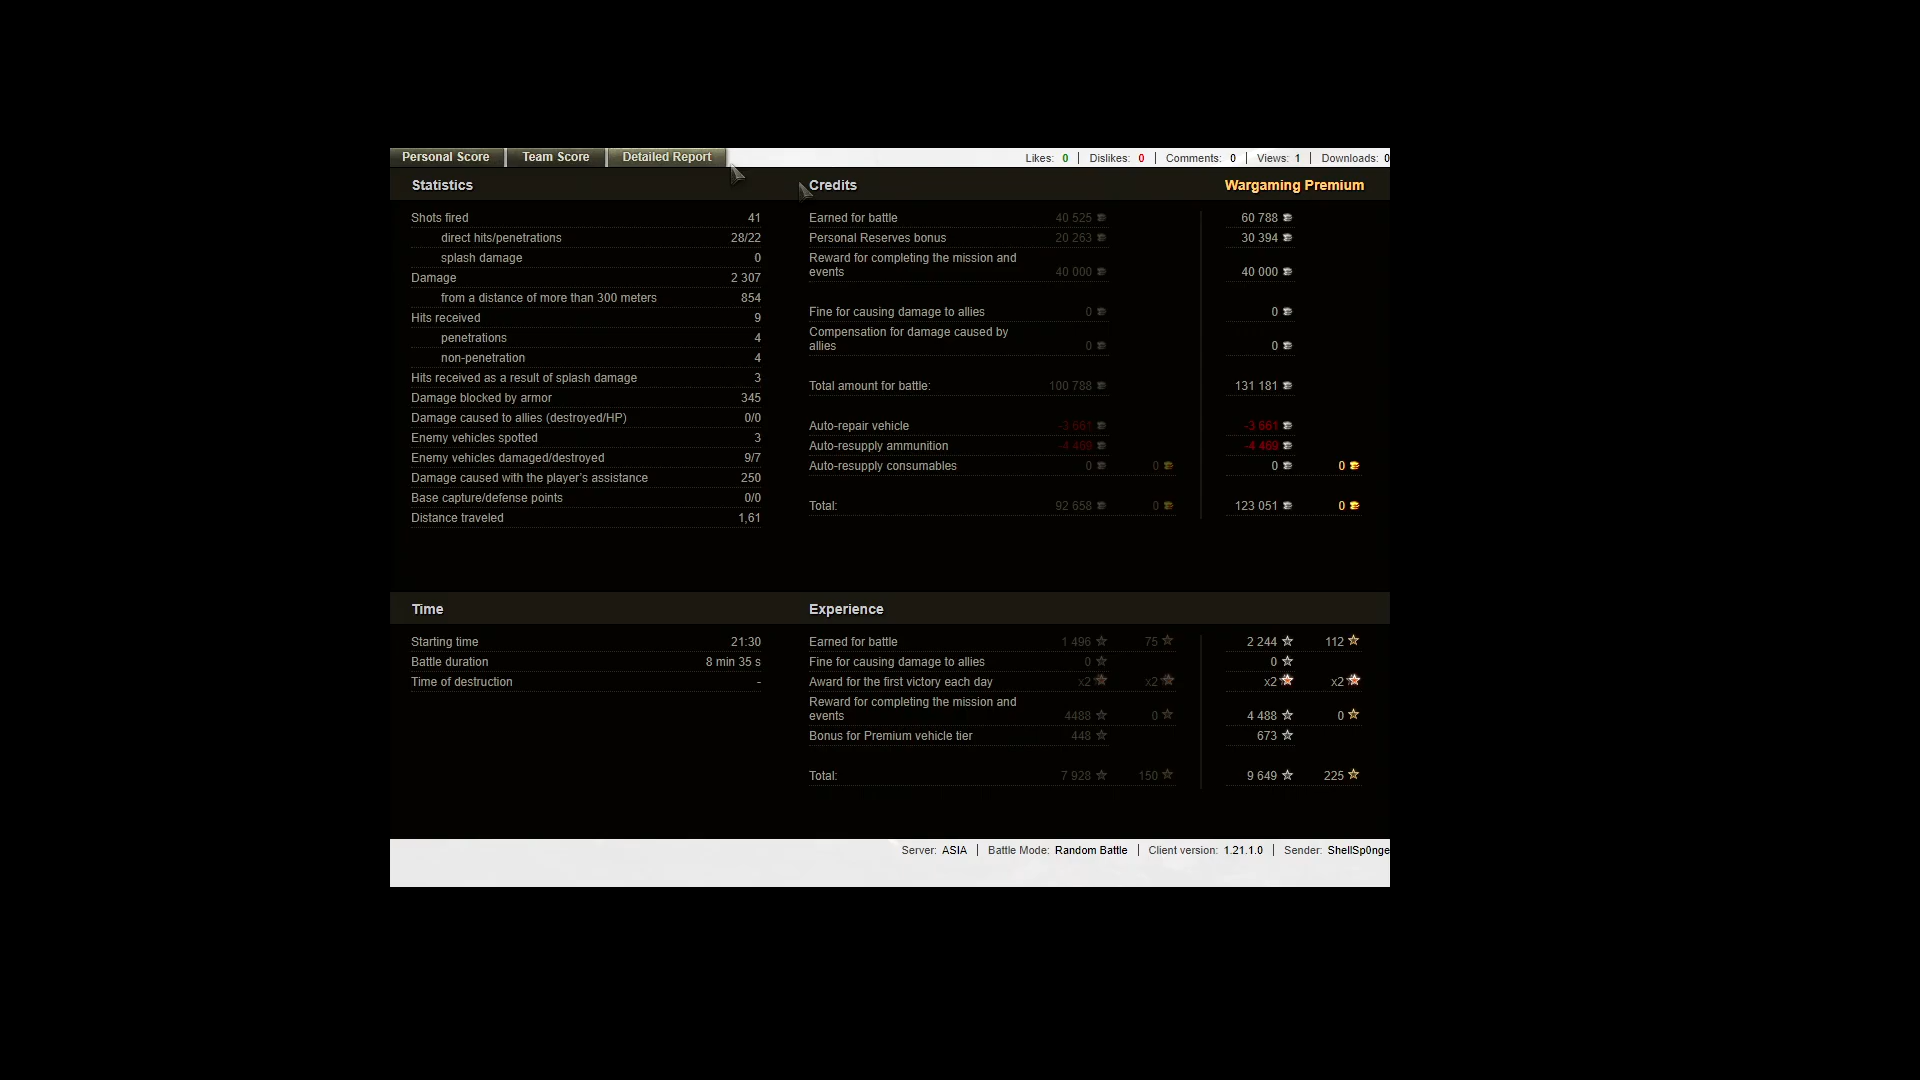 Personal Score Team Score Detailed Report Likes: 0 | Dislikes: 0 | Comments: 0 | Views: 1 | Downloads: 0
Statistics
Shots fired 41
direct hits/penetrations 28/22
splash damage 0
Damage 2 307
from a distance of more than 300 meters 854
Hits received 9
penetrations 4
non-penetration 4
Hits received as a result of splash damage 3
Damage blocked by armor 345
Damage caused to allies (destroyed/HP) 0/0
Enemy vehicles spotted 3
Enemy vehicles damaged/destroyed 9/7
Damage caused with the player's assistance 250
Base capture/defense points 0/0
Distance traveled 1,61
Credits Wargaming Premium
Earned for battle 40 525 60 788
Personal Reserves bonus 20 263 30 394
Reward for completing the mission and
events 40 000 40 000
Fine for causing damage to allies 0 0
Compensation for damage caused by
allies 0 0
Total amount for battle: 100 788 131 181
Auto-repair vehicle -3 661 -3 661
Auto-resupply ammunition -4 469 -4 469
Auto-resupply consumables 0 0 0 0
Total: 92 658 0 123 051 0
Time
Starting time 21:30
Battle duration 8 min 35 s
Time of destruction -
Experience
Earned for battle 1 496 75 2 244 112
Fine for causing damage to allies 0 0
Award for the first victory each day x2 x2 x2 x2
Reward for completing the mission and
events 4488 0 4 488 0
Bonus for Premium vehicle tier 448 673
Total: 7 928 150 9 649 225
Server: ASIA | Battle Mode: Random Battle | Client version: 1.21.1.0 | Sender: ShellSp0nge